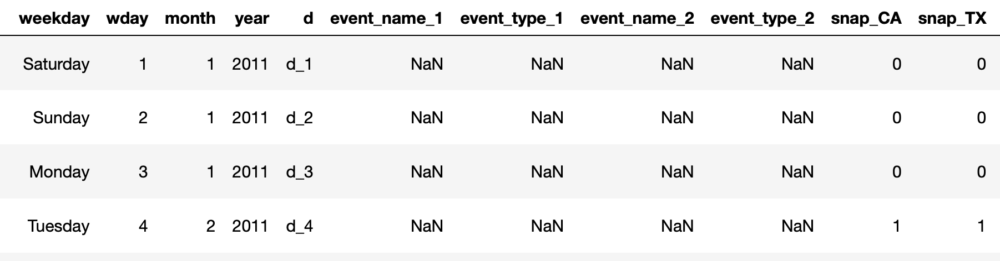 weekday wday month year d event_name_1 event_type_1 event_name_2 event_type_2 snap_CA snap_TX
Saturday 1 1 2011 d_1 NaN NaN NaN NaN 0 0
Sunday 2 1 2011 d_2 NaN NaN NaN NaN 0 0
Monday 3 1 2011 d_3 NaN NaN NaN NaN 0 0
Tuesday 4 2 2011 d_4 NaN NaN NaN NaN 1 1